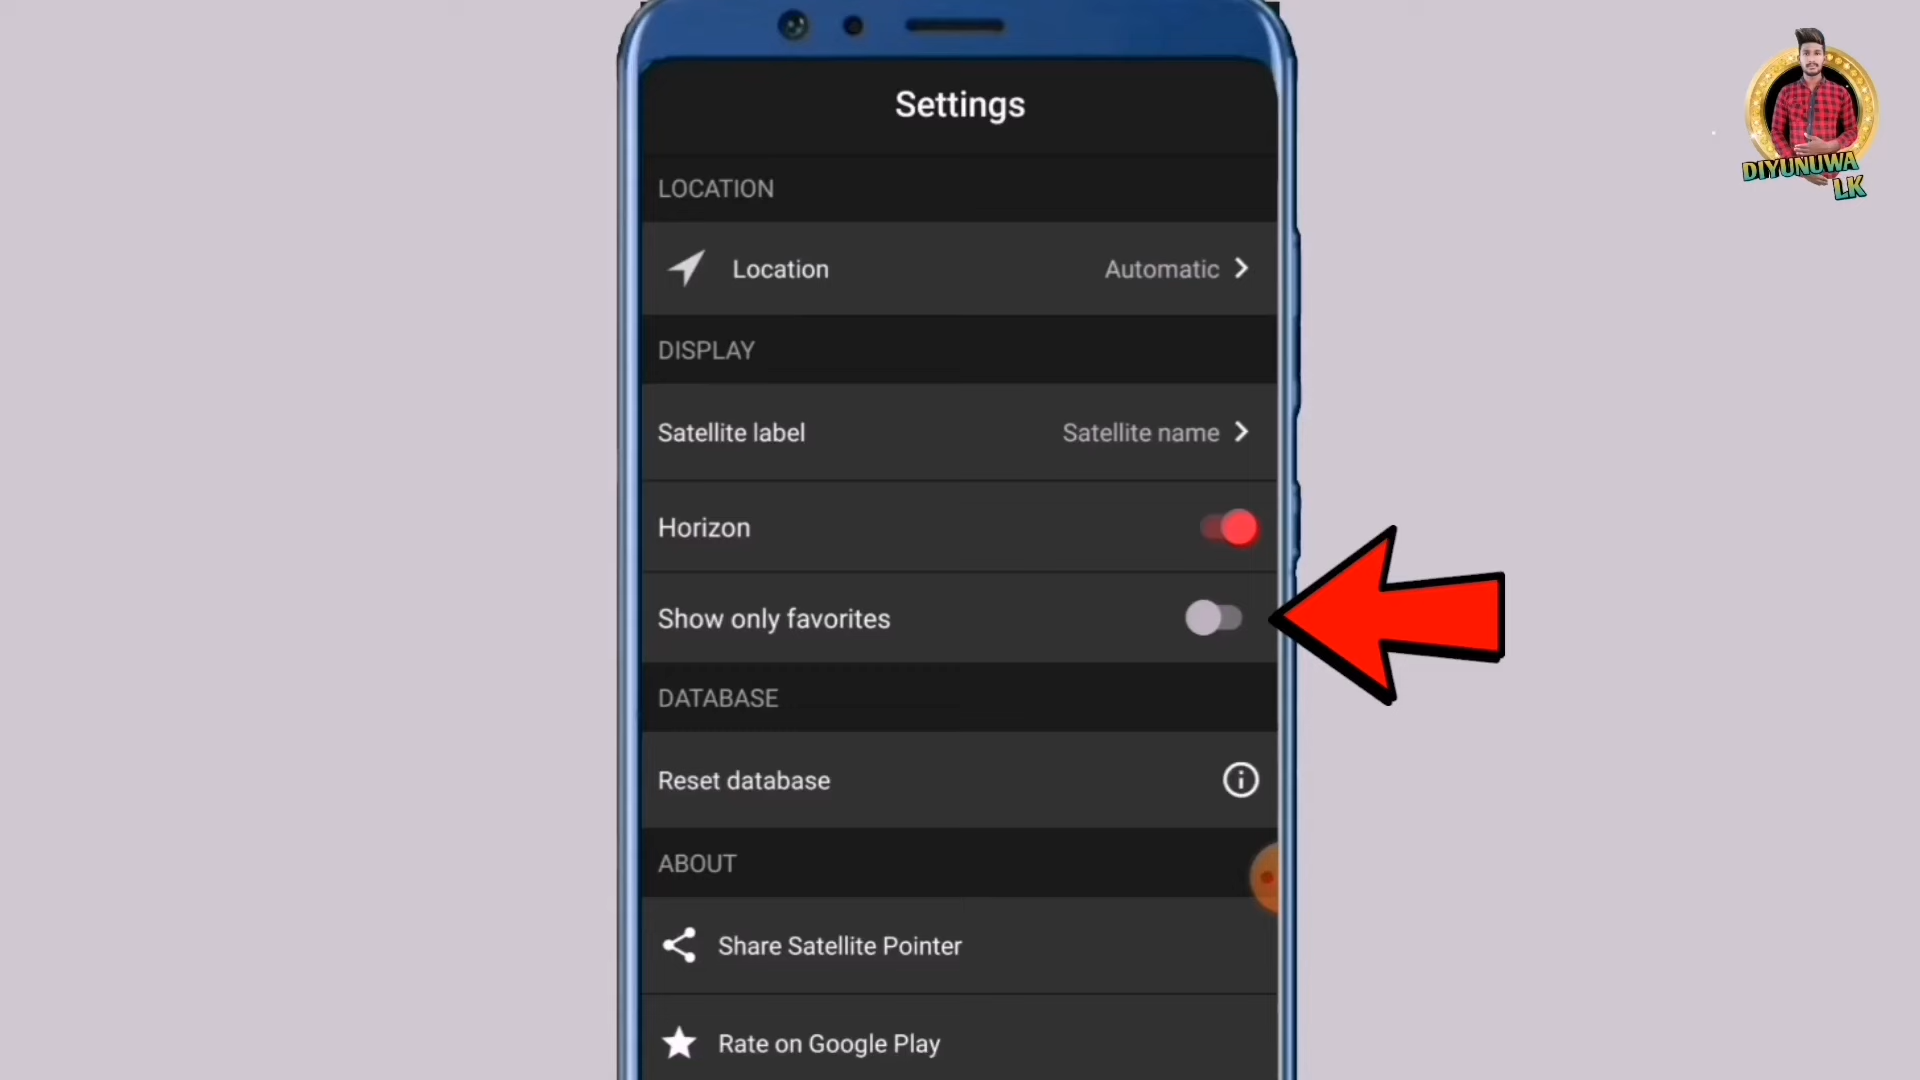 Settings
LOCATION
Location Automatic
DISPLAY
Satellite label Satellite name
Horizon
Show only favorites
DATABASE
Reset database
ABOUT
Share Satellite Pointer
Rate on Google Play
DIYUNUWA
LK